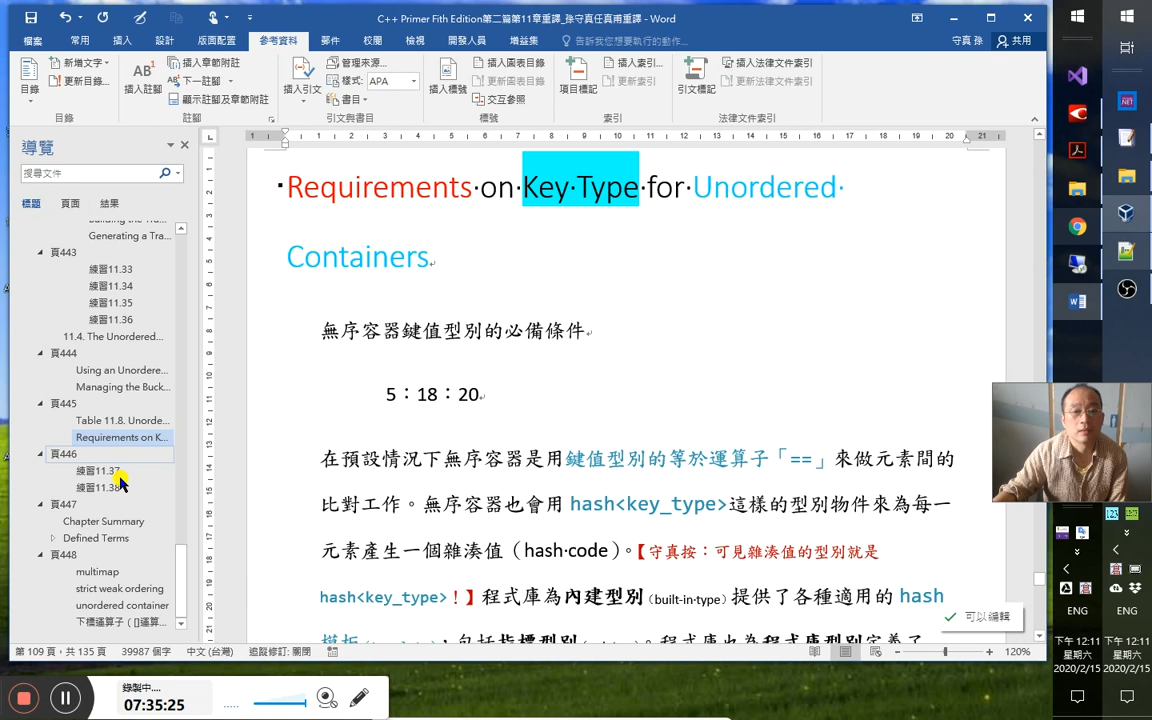 C++ Primer Fith Edition第二篇第11章重譯_孫守真任真甫重譯 - Word
檔案 常用 插入 設計 版面配置 參考資料 郵件 校閱 檢視 開發人員 增益集 告訴我您想要執行的動作... 守真 孫 共用
新增文字 插入章節附註 管理來源... 插入圖表目錄 插入索引... 插入法律文件索引
更新目錄... 下一註腳 樣式: APA 更新圖表目錄 更新索引 更新法律文件索引
目錄 插入註腳 顯示註腳及章節附註 插入引文 書目 插入標號 交互參照 項目標記 引文標記
目錄 註腳 引文與書目 標號 索引 法律文件索引
導覽
搜尋文件
標題 頁面 結果
Generating a Tra...
頁443
練習11.33
練習11.34
練習11.35
練習11.36
11.4. The Unordered...
頁444
Using an Unordere...
Managing the Buck...
頁445
Table 11.8. Unorde...
Requirements on K...
頁446
練習11.37
練習11.38
頁447
Chapter Summary
Defined Terms
頁448
multimap
strict weak ordering
unordered container
下標運算子（[]運算...
Requirements·on·Key·Type·for·Unordered·
Containers
無序容器鍵值型別的必備條件
5：18：20
在預設情況下無序容器是用鍵值型別的等於運算子「==」來做元素間的
比對工作。無序容器也會用 hash<key_type>這樣的型別物件來為每一
元素產生一個雜湊值（hash·code）。【守真按：可見雜湊值的型別就是
hash<key_type>！】程式庫為內建型別（built-in·type）提供了各種適用的 hash
可以編輯
第 109 頁，共 135 頁 39987 個字 中文 (台灣) 追蹤修訂: 關閉 120%
錄製中....
07:35:25
ENG ENG
下午 12:11 下午 12:11
星期六 星期六
2020/2/15 2020/2/15